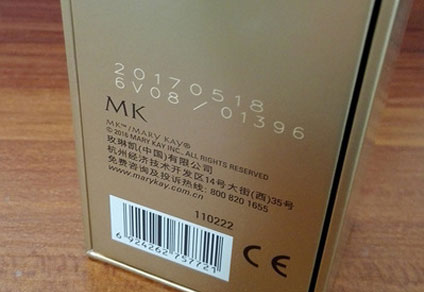 20170518
6V08 / 01396
MK
MK™/MARY KAY®
©2016 MARY KAY INC. ALL RIGHTS RESERVED
玫琳凯(中国)有限公司
杭州经济技术开发区14号大街(西)35号
免费咨询及投诉热线: 800 820 1655
www.marykay.com.cn
110222
6 924262 757721
CE